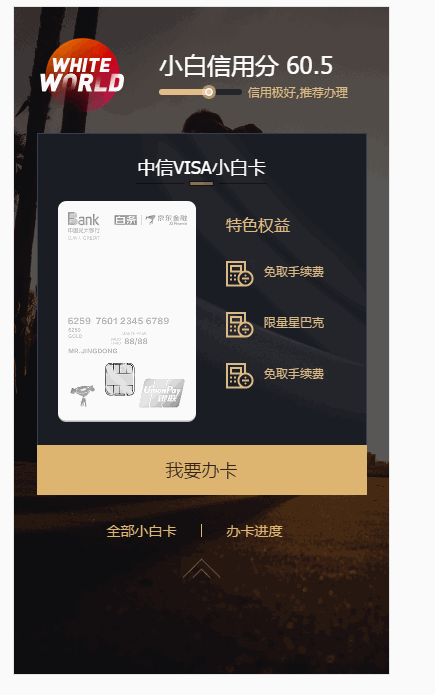 WHITE
WORLD
小白信用分 60.5
信用极好,推荐办理
中信VISA小白卡
Bank
白条 京东金融
中国民生银行
特色权益
免取手续费
限量星巴克
免取手续费
6259 7601 2345 6789
6250
88/88
MR.JINGDONG
UnionPay
银联
我要办卡
全部小白卡 | 办卡进度